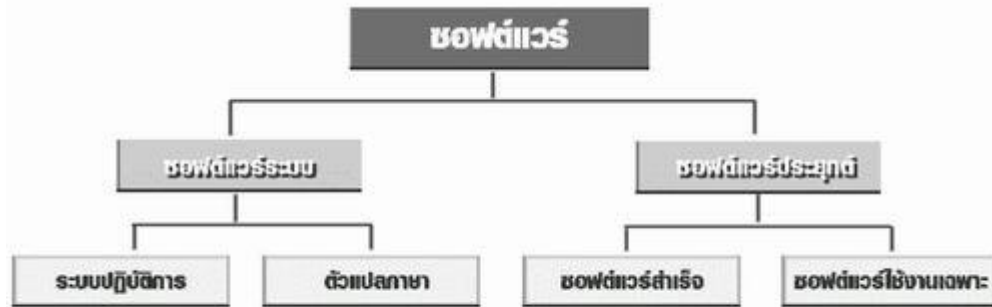 ซอฟต์แวร์
ซอฟต์แวร์ระบบ
ซอฟต์แวร์ประยุกต์
ระบบปฏิบัติการ
ตัวแปลภาษา
ซอฟต์แวร์สำเร็จ
ซอฟต์แวร์ใช้งานเฉพาะ